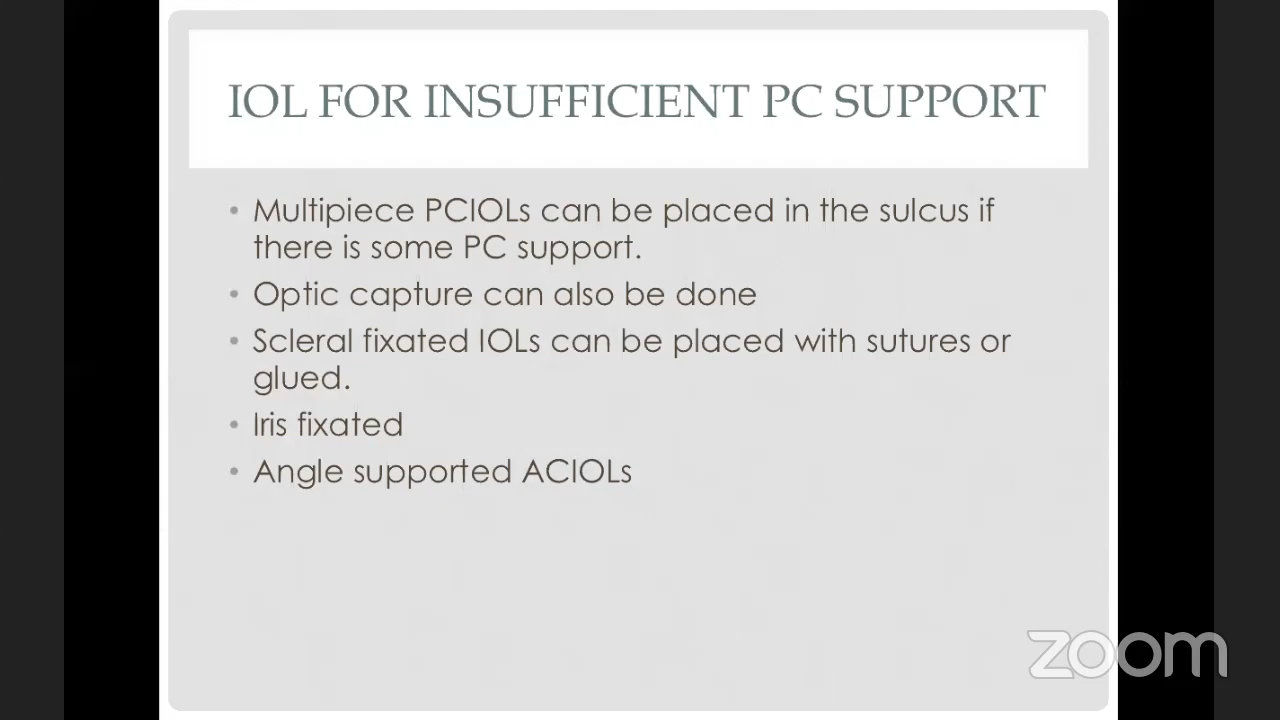 IOL FOR INSUFFICIENT PC SUPPORT
• Multipiece PCIOLs can be placed in the sulcus if
there is some PC support.
• Optic capture can also be done
• Scleral fixated IOLs can be placed with sutures or
glued.
• Iris fixated
• Angle supported ACIOLs
zoom